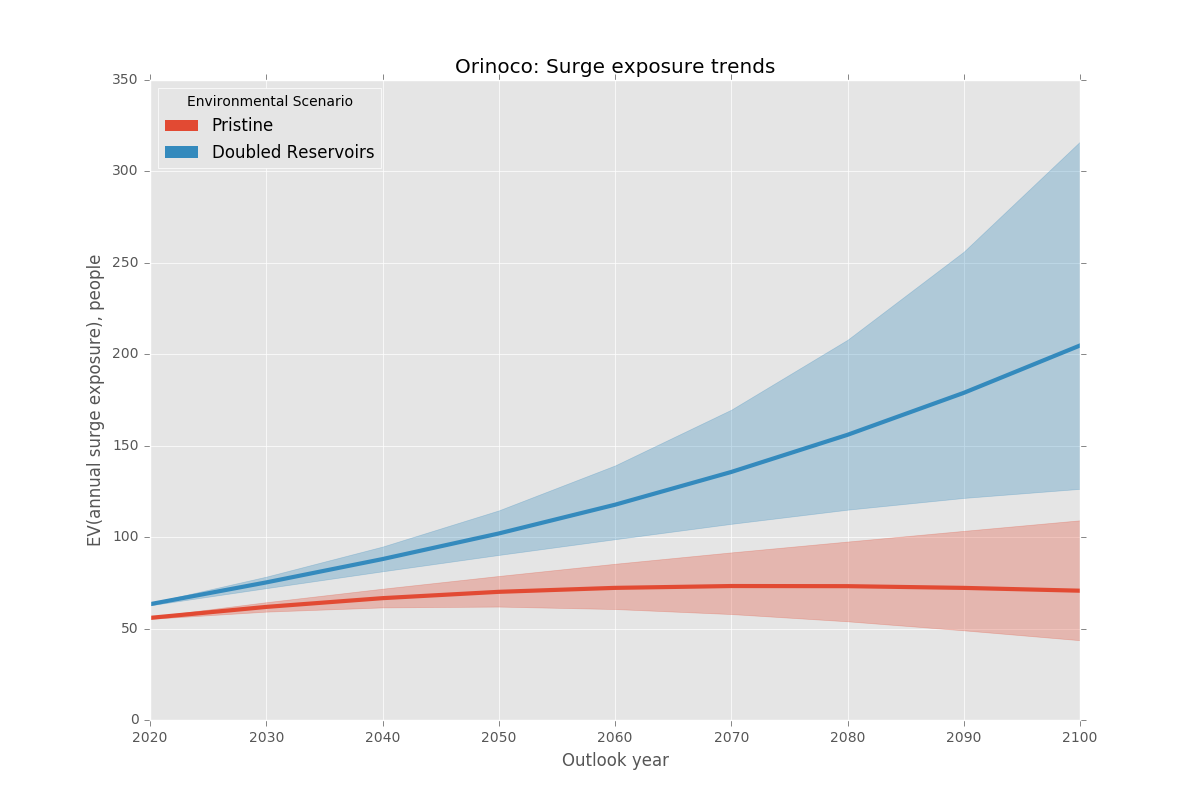 Orinoco: Surge exposure trends
Environmental Scenario
Pristine
Doubled Reservoirs
EV(annual surge exposure), people
350
300
250
200
150
100
50
0
2020 2030 2040 2050 2060 2070 2080 2090 2100
Outlook year